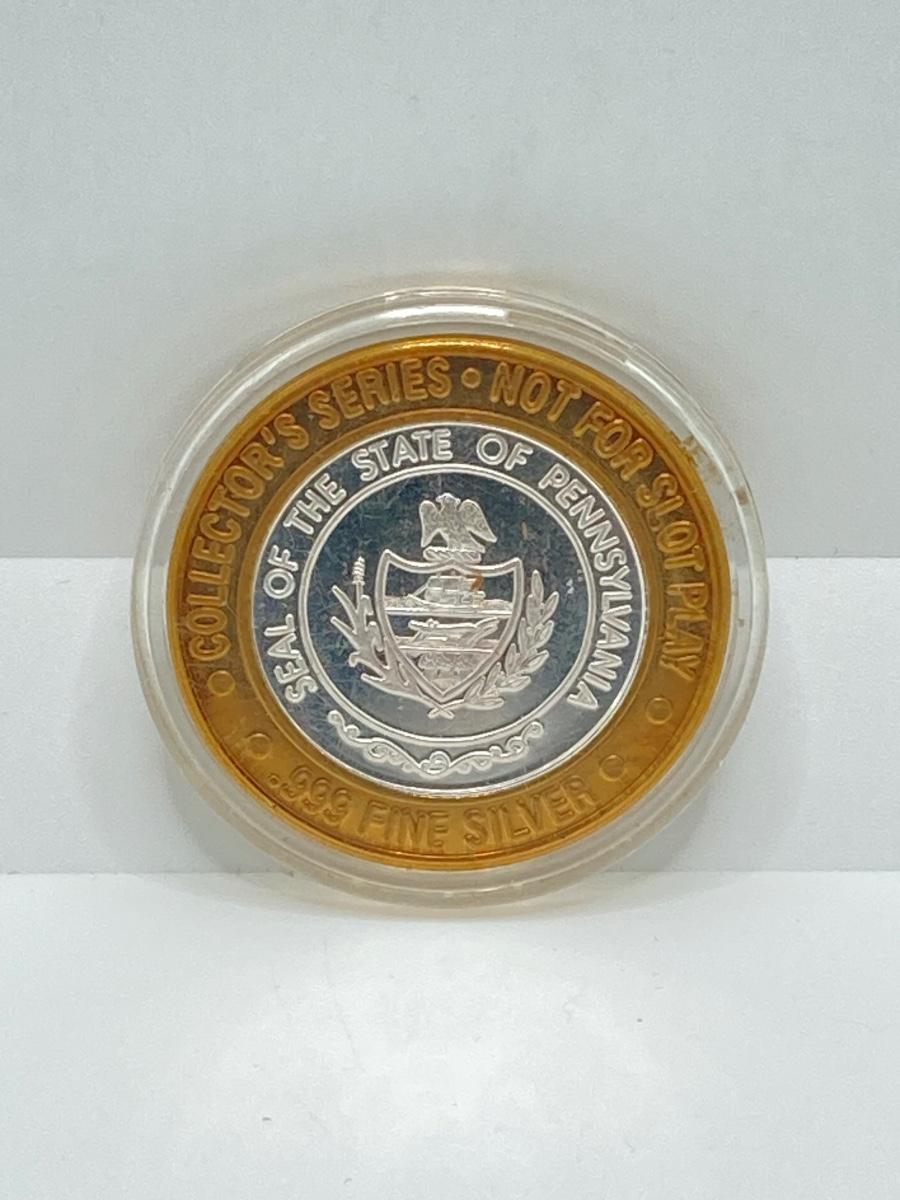 COLLECTOR'S SERIES • NOT FOR SLOT PLAY
.999 FINE SILVER
SEAL OF THE STATE OF PENNSYLVANIA